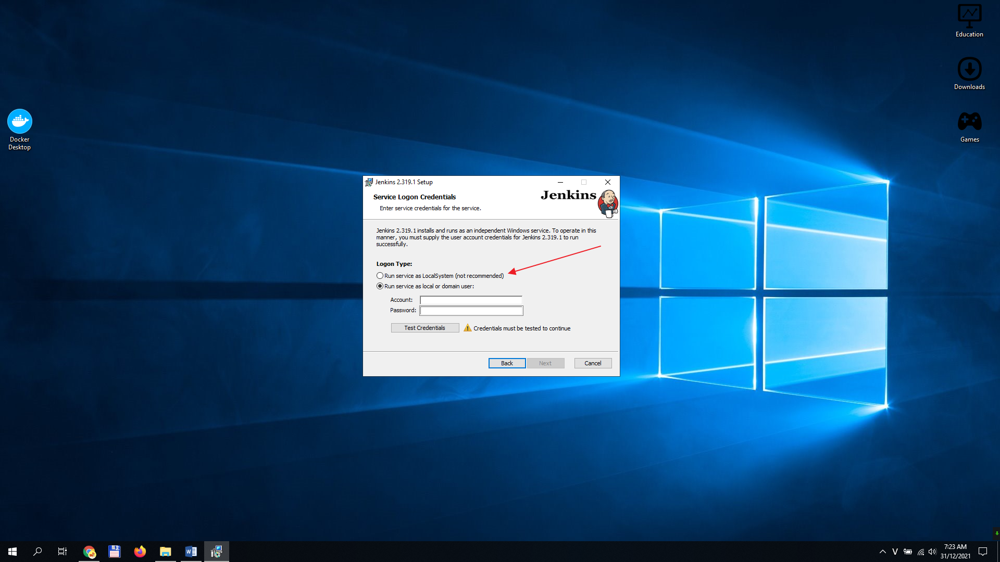 Education
Downloads
Games
Docker
Desktop
Jenkins 2.319.1 Setup
Service Logon Credentials
Enter service credentials for the service.
Jenkins
Jenkins 2.319.1 installs and runs as an independent Windows service. To operate in this
manner, you must supply the user account credentials for Jenkins 2.319.1 to run
successfully.
Logon Type:
Run service as LocalSystem (not recommended)
Run service as local or domain user:
Account:
Password:
Test Credentials
Credentials must be tested to continue
Back
Next
Cancel
7:23 AM
31/12/2021